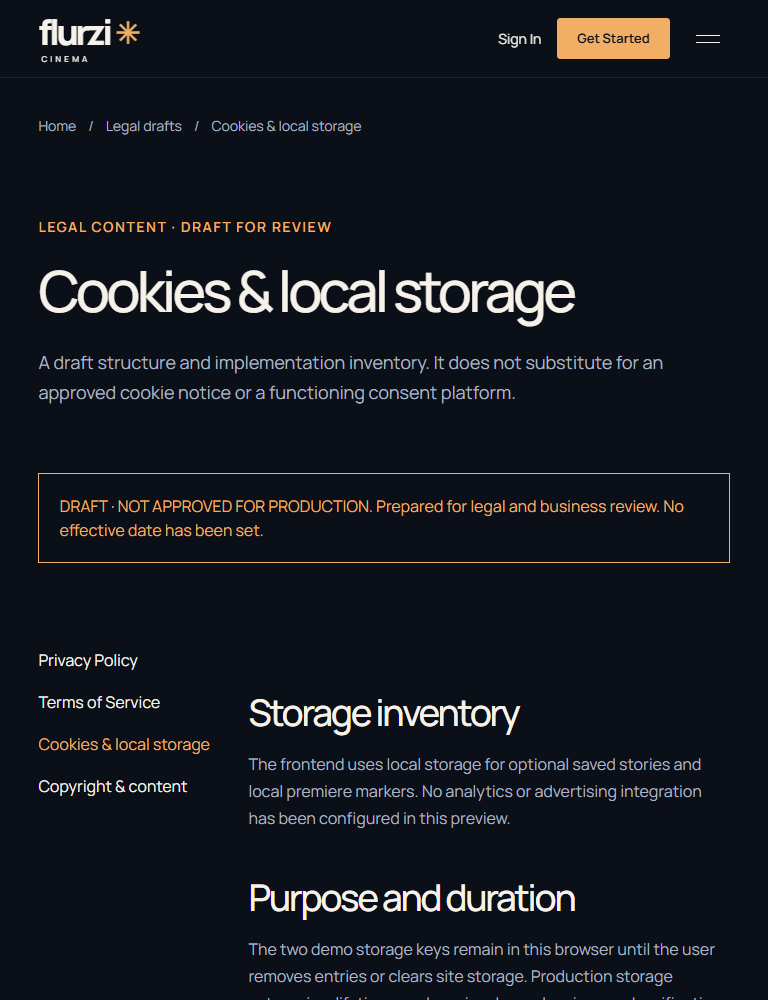 flurzi
CINEMA
Sign In
Get Started
Home / Legal drafts / Cookies & local storage
LEGAL CONTENT · DRAFT FOR REVIEW
Cookies & local storage
A draft structure and implementation inventory. It does not substitute for an
approved cookie notice or a functioning consent platform.
DRAFT · NOT APPROVED FOR PRODUCTION. Prepared for legal and business review. No
effective date has been set.
Privacy Policy
Terms of Service
Cookies & local storage
Copyright & content
Storage inventory
The frontend uses local storage for optional saved stories and
local premiere markers. No analytics or advertising integration
has been configured in this preview.
Purpose and duration
The two demo storage keys remain in this browser until the user
removes entries or clears site storage. Production storage